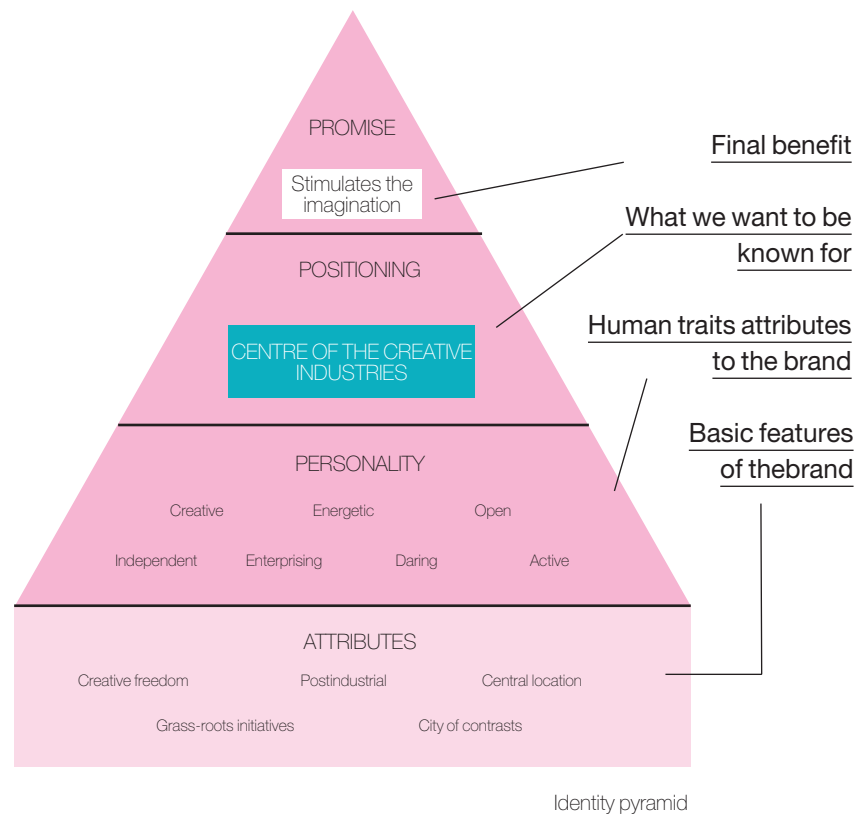 PROMISE
Stimulates the
imagination
Final benefit
What we want to be
known for
POSITIONING
CENTRE OF THE CREATIVE
INDUSTRIES
Human traits attributes
to the brand
PERSONALITY
Creative Energetic Open
Independent Enterprising Daring Active
Basic features
of thebrand
ATTRIBUTES
Creative freedom Postindustrial Central location
Grass-roots initiatives City of contrasts
Identity pyramid